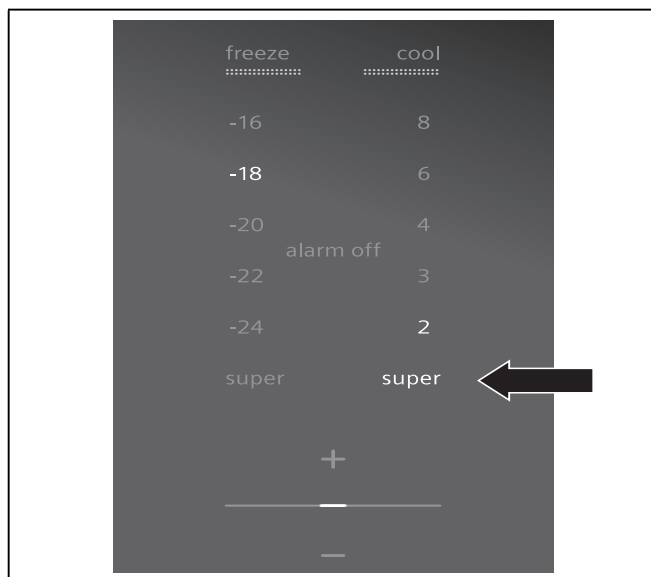 freeze cool
-16 8
-18 6
-20 4
alarm off
-22 3
-24 2
super super
+
—